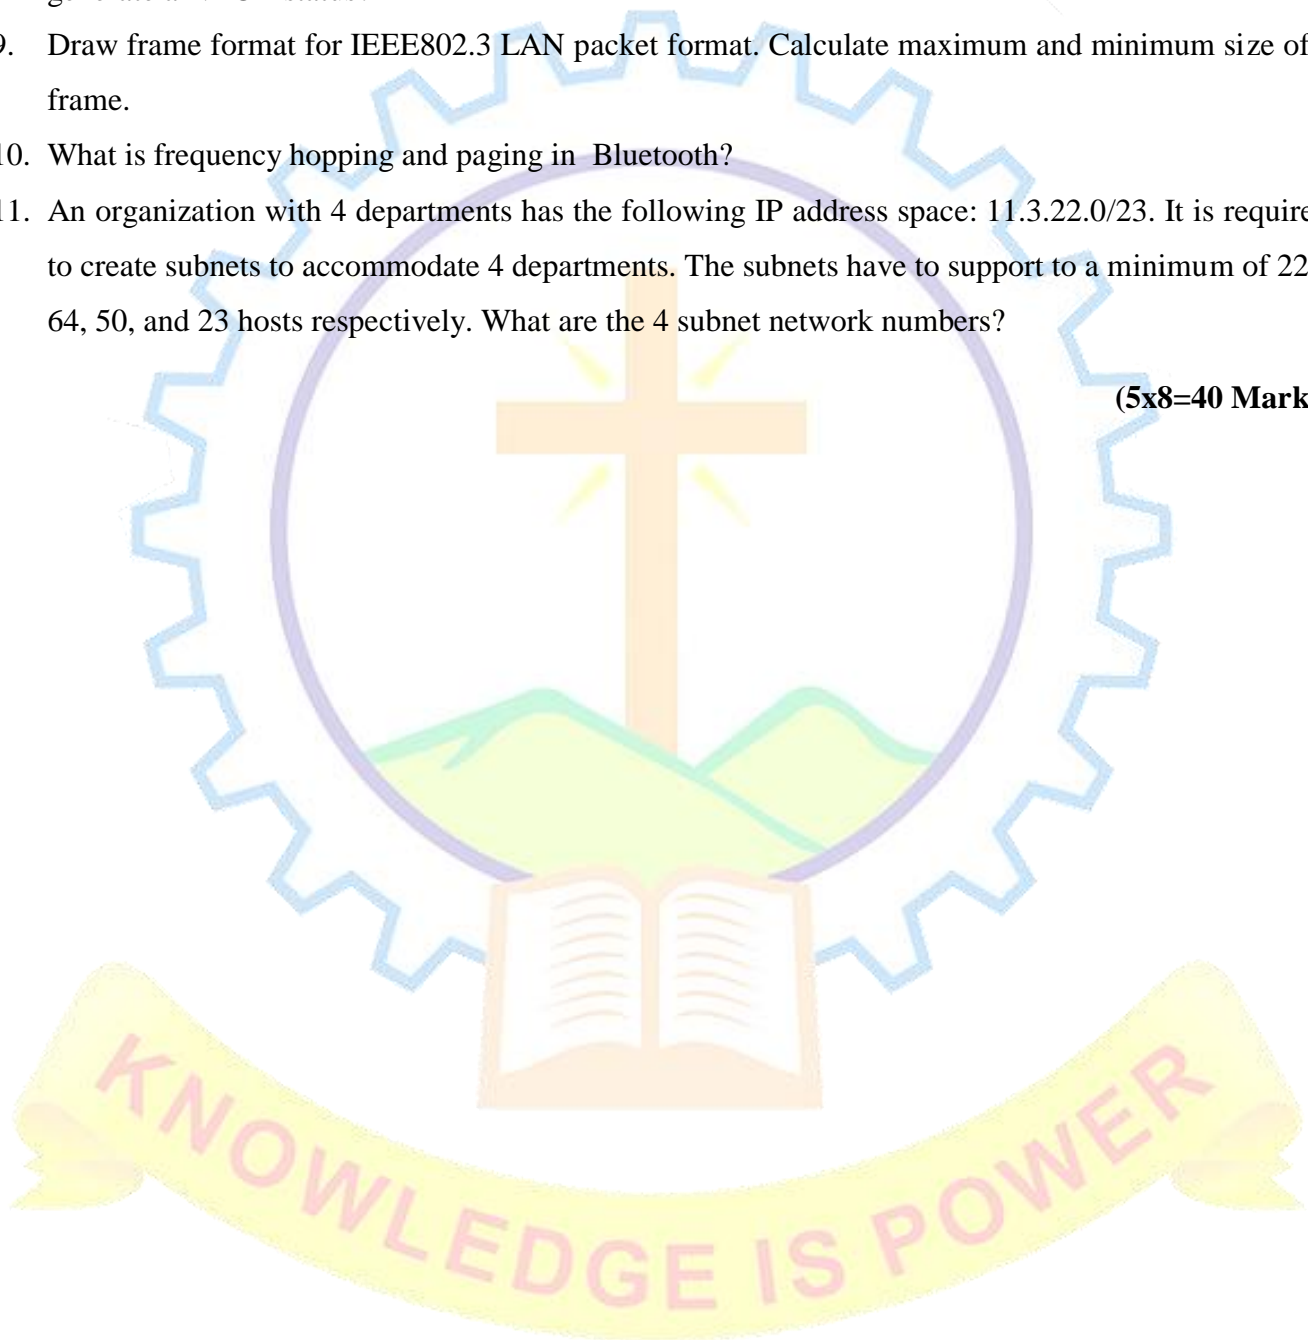 9. Draw frame format for IEEE802.3 LAN packet format. Calculate maximum and minimum size of
frame.
10. What is frequency hopping and paging in Bluetooth?
11. An organization with 4 departments has the following IP address space: 11.3.22.0/23. It is require
to create subnets to accommodate 4 departments. The subnets have to support to a minimum of 22
64, 50, and 23 hosts respectively. What are the 4 subnet network numbers?
(5x8=40 Mark
KNOWLEDGE IS POWER